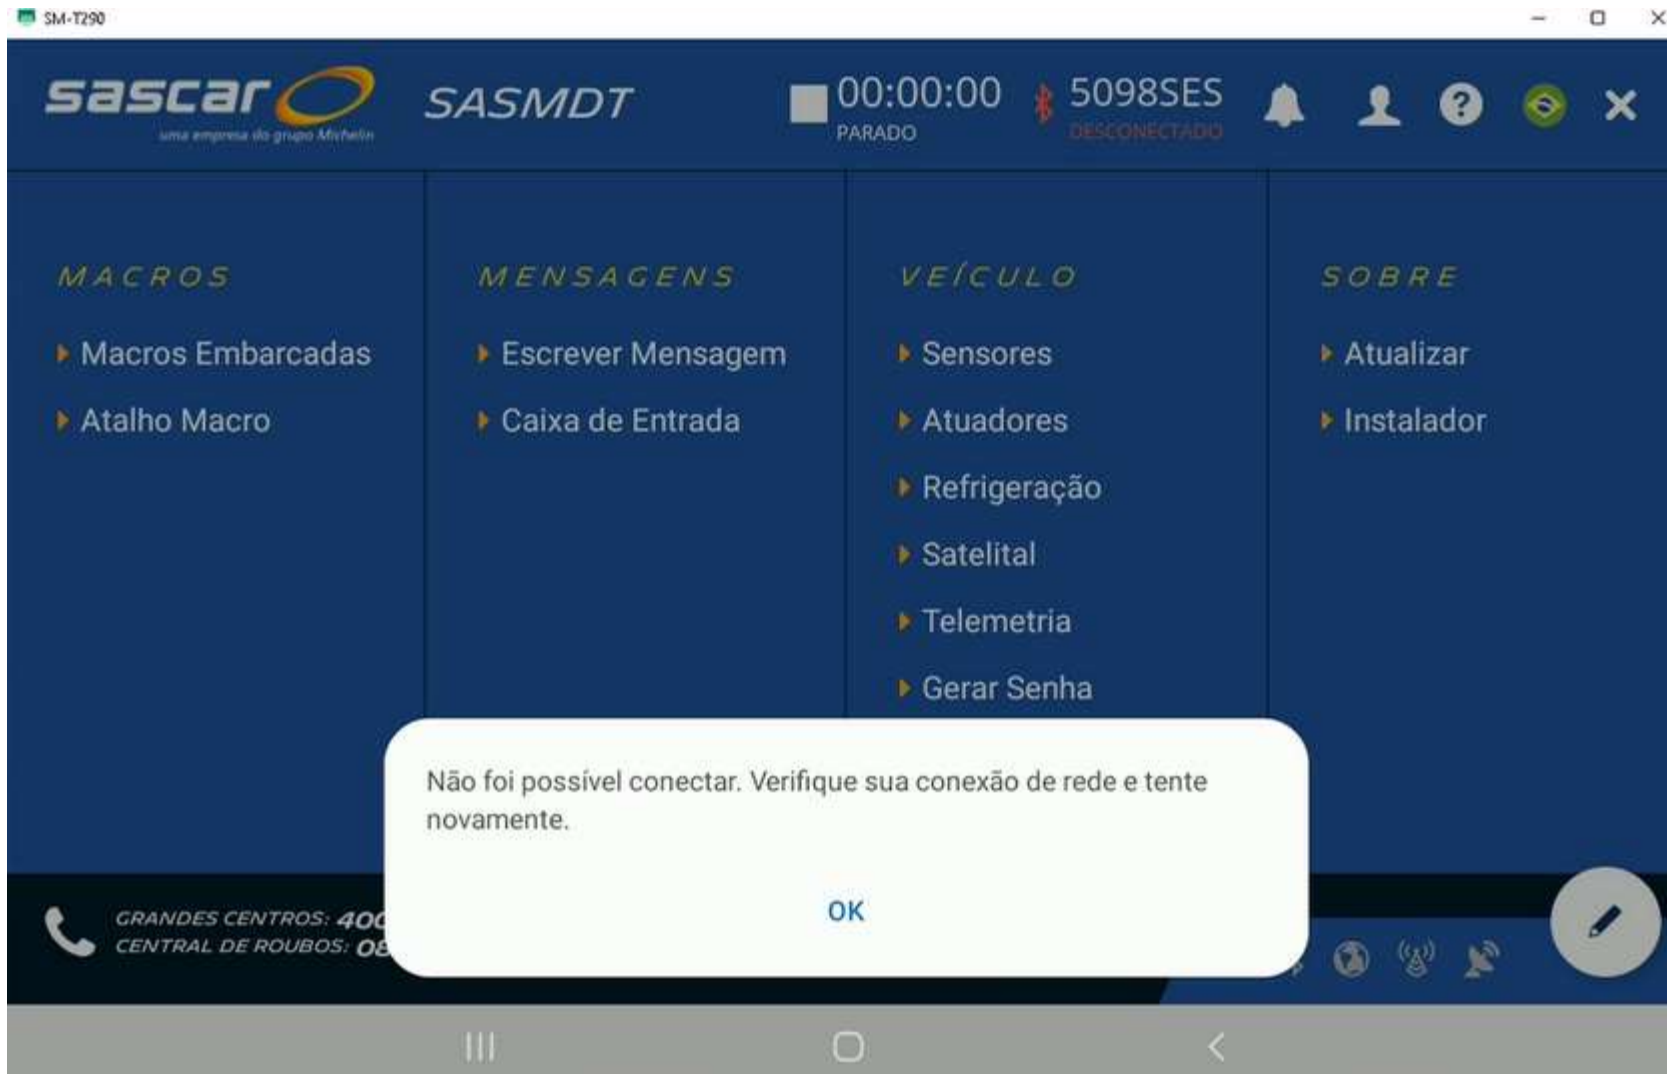 SM-T290
sascar
uma empresa do grupo Michelin
SASMDT
00:00:00
PARADO
5098SES
DESCONECTADO
MACROS
Macros Embarcadas
Atalho Macro
MENSAGENS
Escrever Mensagem
Caixa de Entrada
VEÍCULO
Sensores
Atuadores
Refrigeração
Satelital
Telemetria
Gerar Senha
SOBRE
Atualizar
Instalador
Não foi possível conectar. Verifique sua conexão de rede e tente
novamente.
OK
GRANDES CENTROS: 400
CENTRAL DE ROUBOS: 08